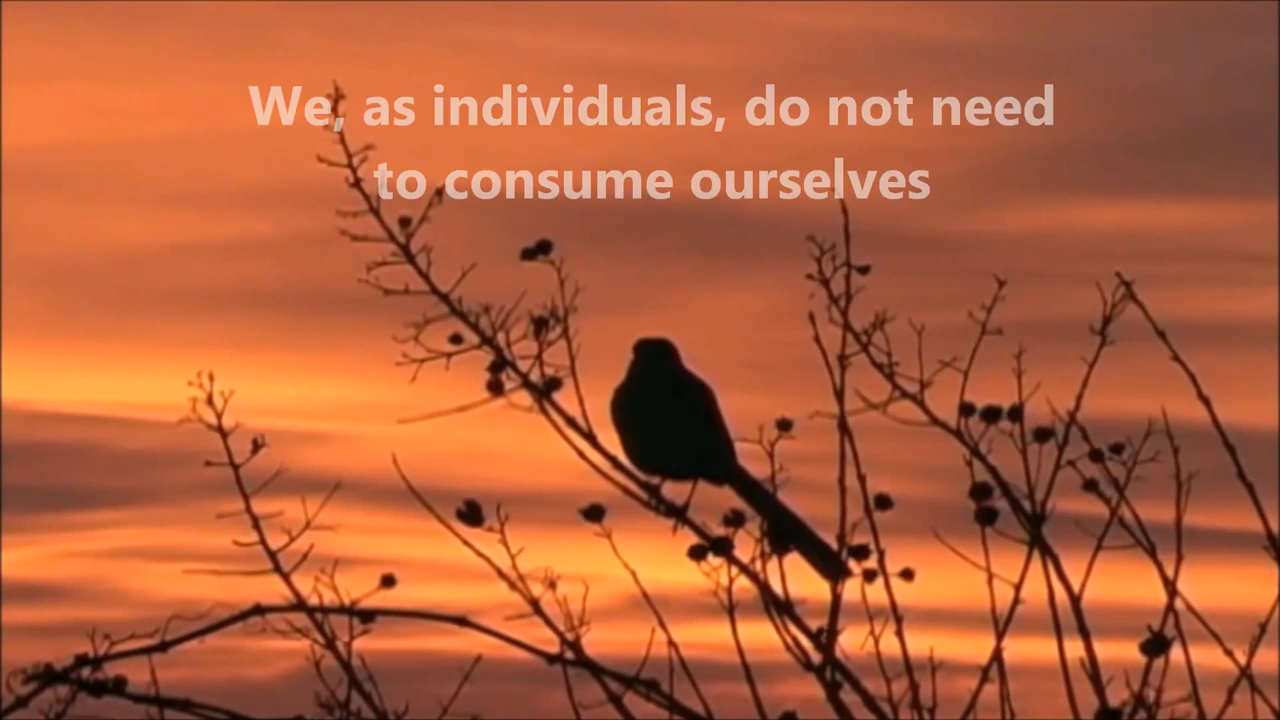 We, as individuals, do not need
to consume ourselves